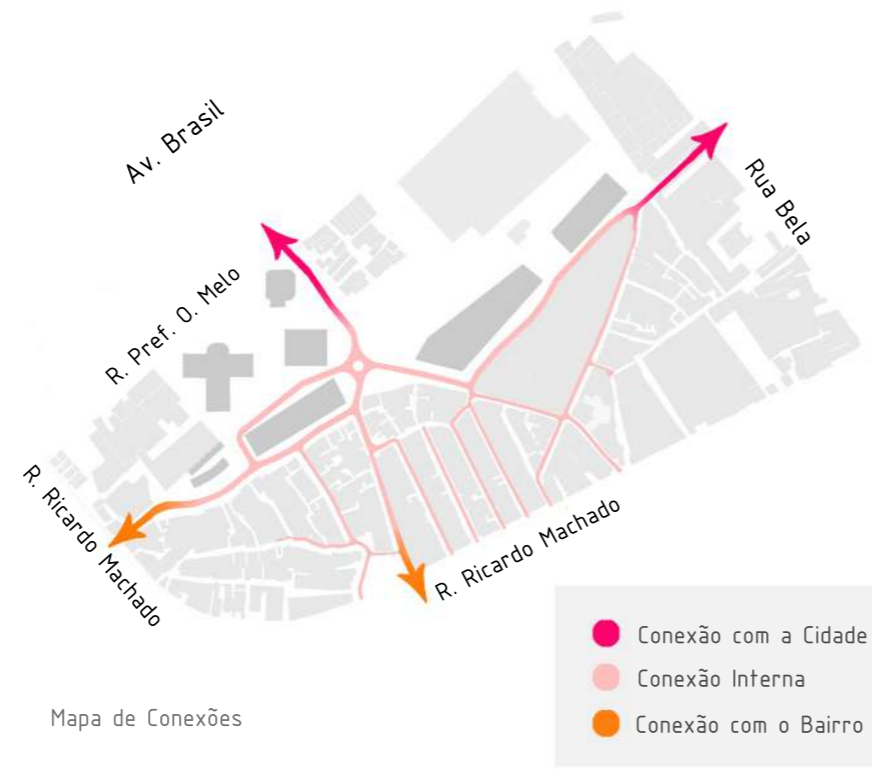 Av. Brasil
Rua Bela
R. Pref. O. Melo
R. Ricardo Machado
R. Ricardo Machado
Conexão com a Cidade
Conexão Interna
Conexão com o Bairro
Mapa de Conexões